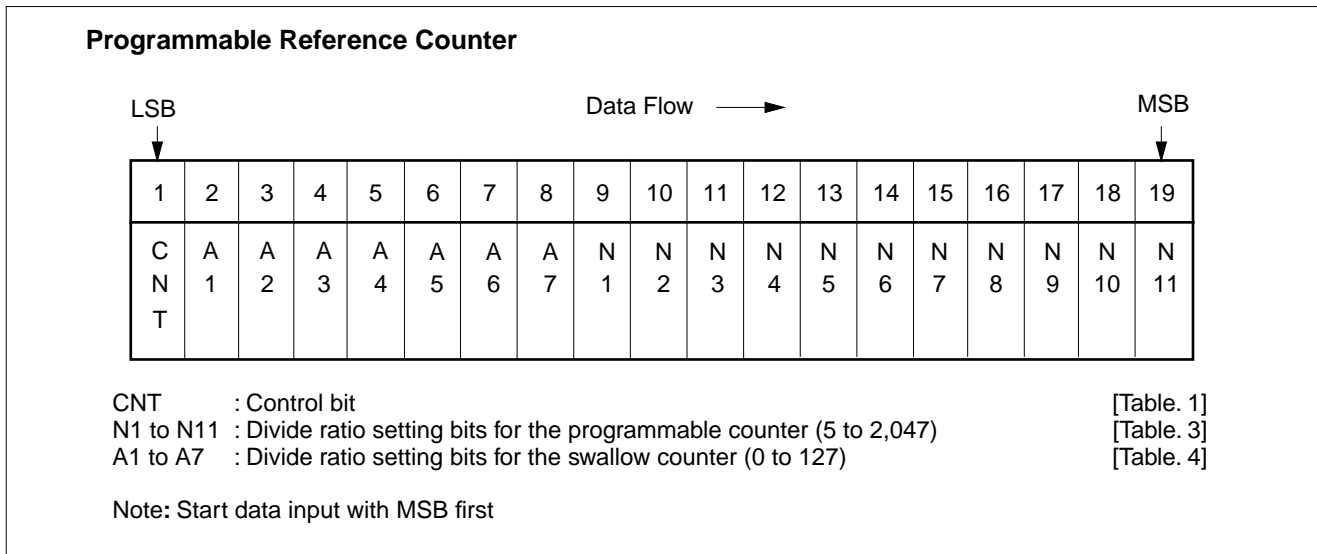 Programmable Reference Counter
LSB Data Flow MSB
1 2 3 4 5 6 7 8 9 10 11 12 13 14 15 16 17 18 19
C A A A A A A A N N N N N N N N N N N
N 1 2 3 4 5 6 7 1 2 3 4 5 6 7 8 9 10 11
T
CNT : Control bit [Table. 1]
N1 to N11 : Divide ratio setting bits for the programmable counter (5 to 2,047) [Table. 3]
A1 to A7 : Divide ratio setting bits for the swallow counter (0 to 127) [Table. 4]
Note: Start data input with MSB first